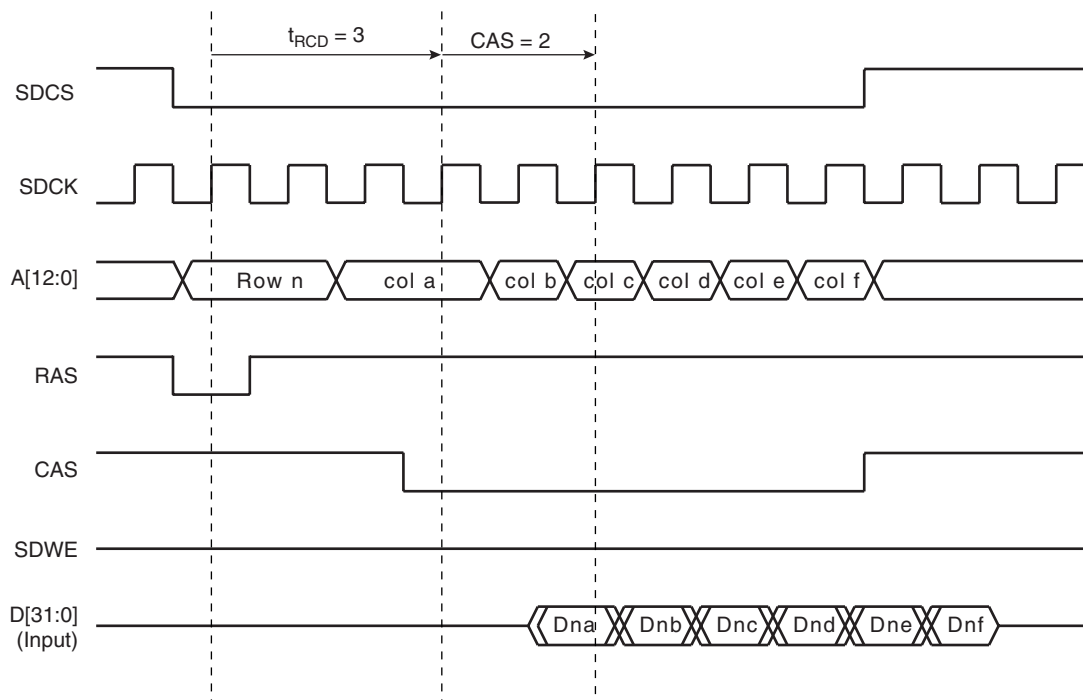 tRCD = 3
CAS = 2
SDCS
SDCK
A[12:0]
Row n
col a
col b
col c
col d
col e
col f
RAS
CAS
SDWE
D[31:0]
(Input)
Dna
Dnb
Dnc
Dnd
Dne
Dnf